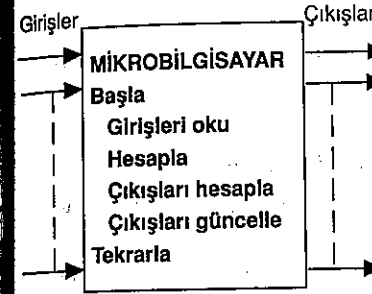 Girişler
Çıkışlar
MİKROBİLGİSAYAR
Başla
Girişleri oku
Hesapla
Çıkışları hesapla
Çıkışları güncelle
Tekrarla